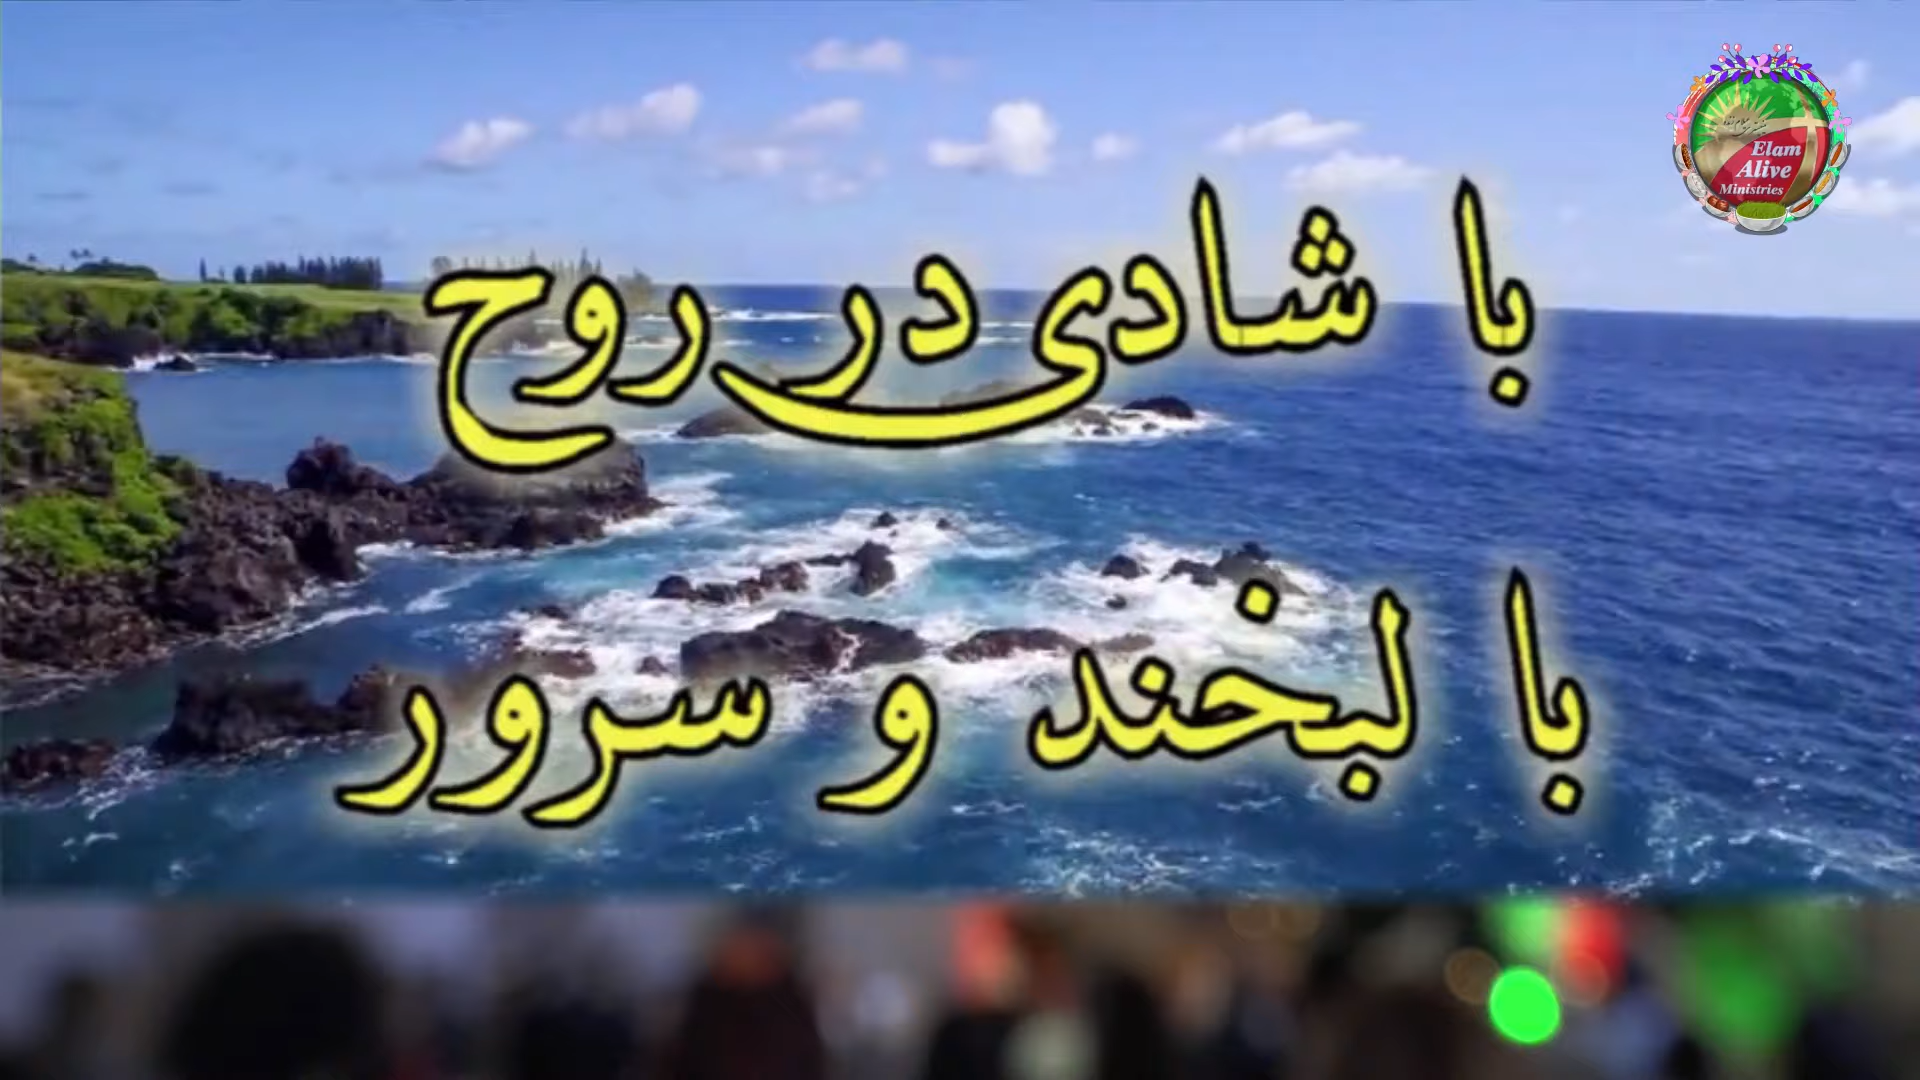 با شادی در روح
با لبخند و سرور
Elam
Alive
Ministries